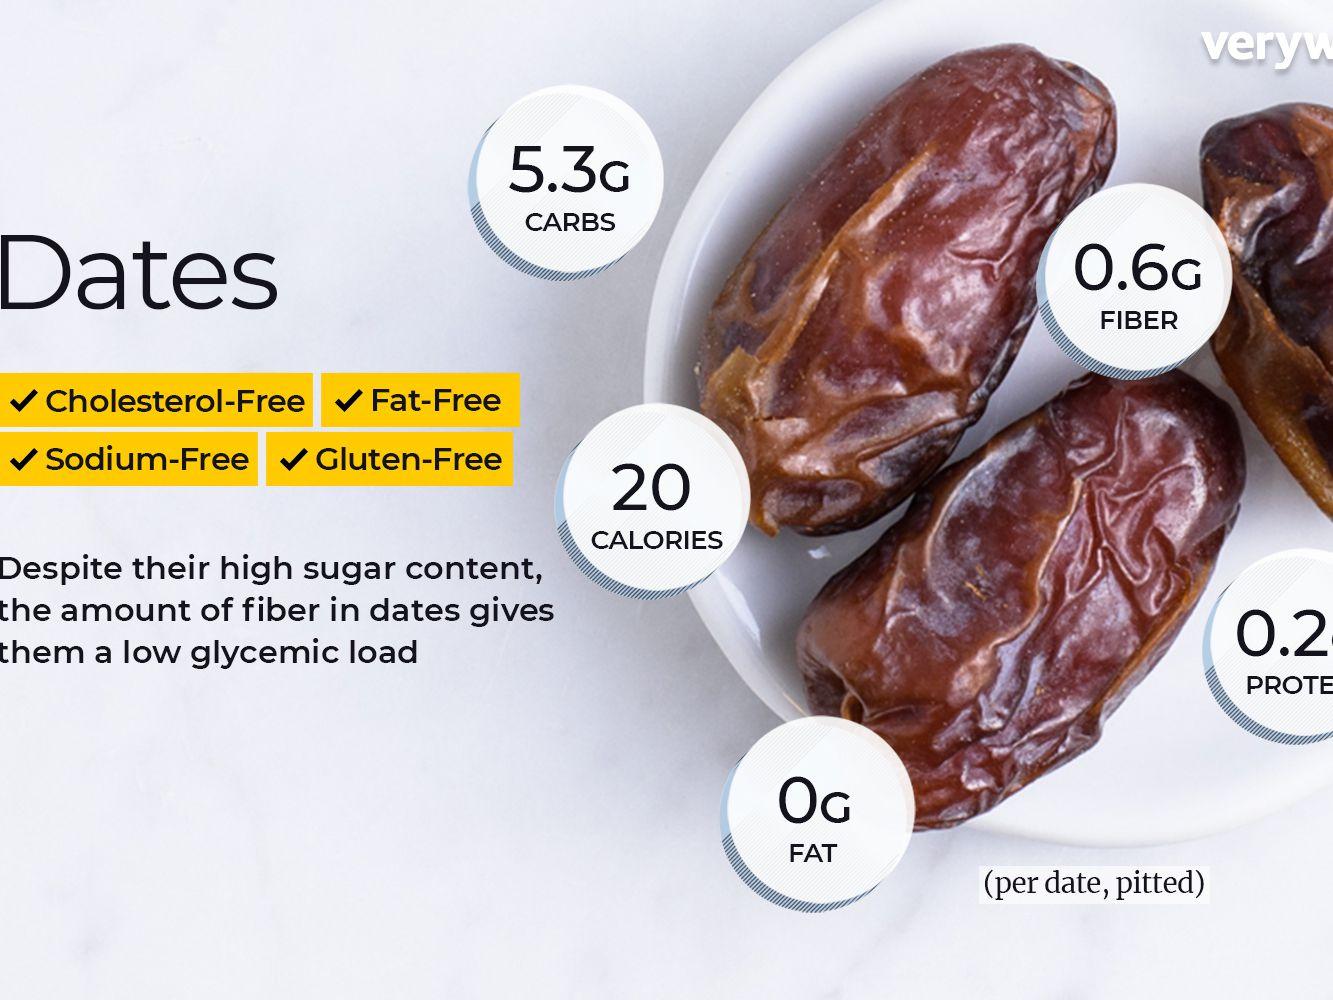 veryw
5.3G
CARBS
0.6G
FIBER
Dates
✓ Cholesterol-Free ✓ Fat-Free
✓ Sodium-Free ✓ Gluten-Free
20
CALORIES
Despite their high sugar content,
the amount of fiber in dates gives
them a low glycemic load
0.2
PROTE
0G
FAT
(per date, pitted)